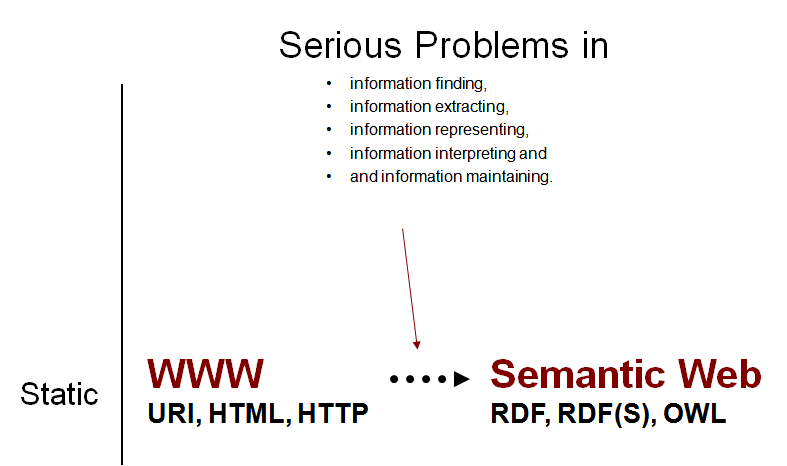 Serious Problems in
• information finding,
• information extracting,
• information representing,
• information interpreting and
• and information maintaining.
Static
WWW
URI, HTML, HTTP
Semantic Web
RDF, RDF(S), OWL